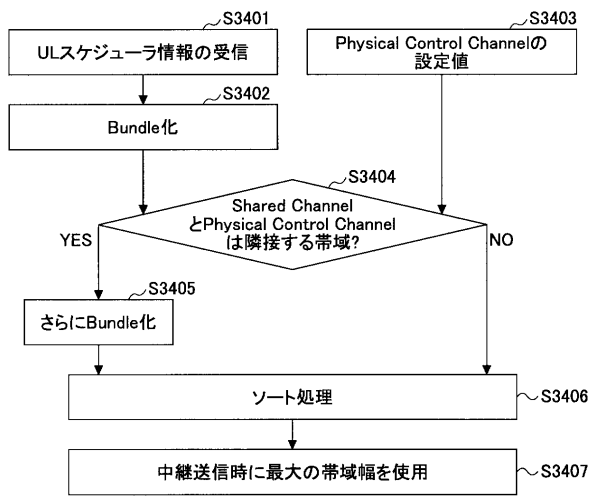 S3401
ULスケジューラ情報の受信
S3403
Physical Control Channelの
設定値
S3402
Bundle化
S3404
Shared Channel
とPhysical Control Channel
は隣接する帯域?
YES
NO
S3405
さらにBundle化
ソート処理
S3406
中継送信時に最大の帯域幅を使用
S3407